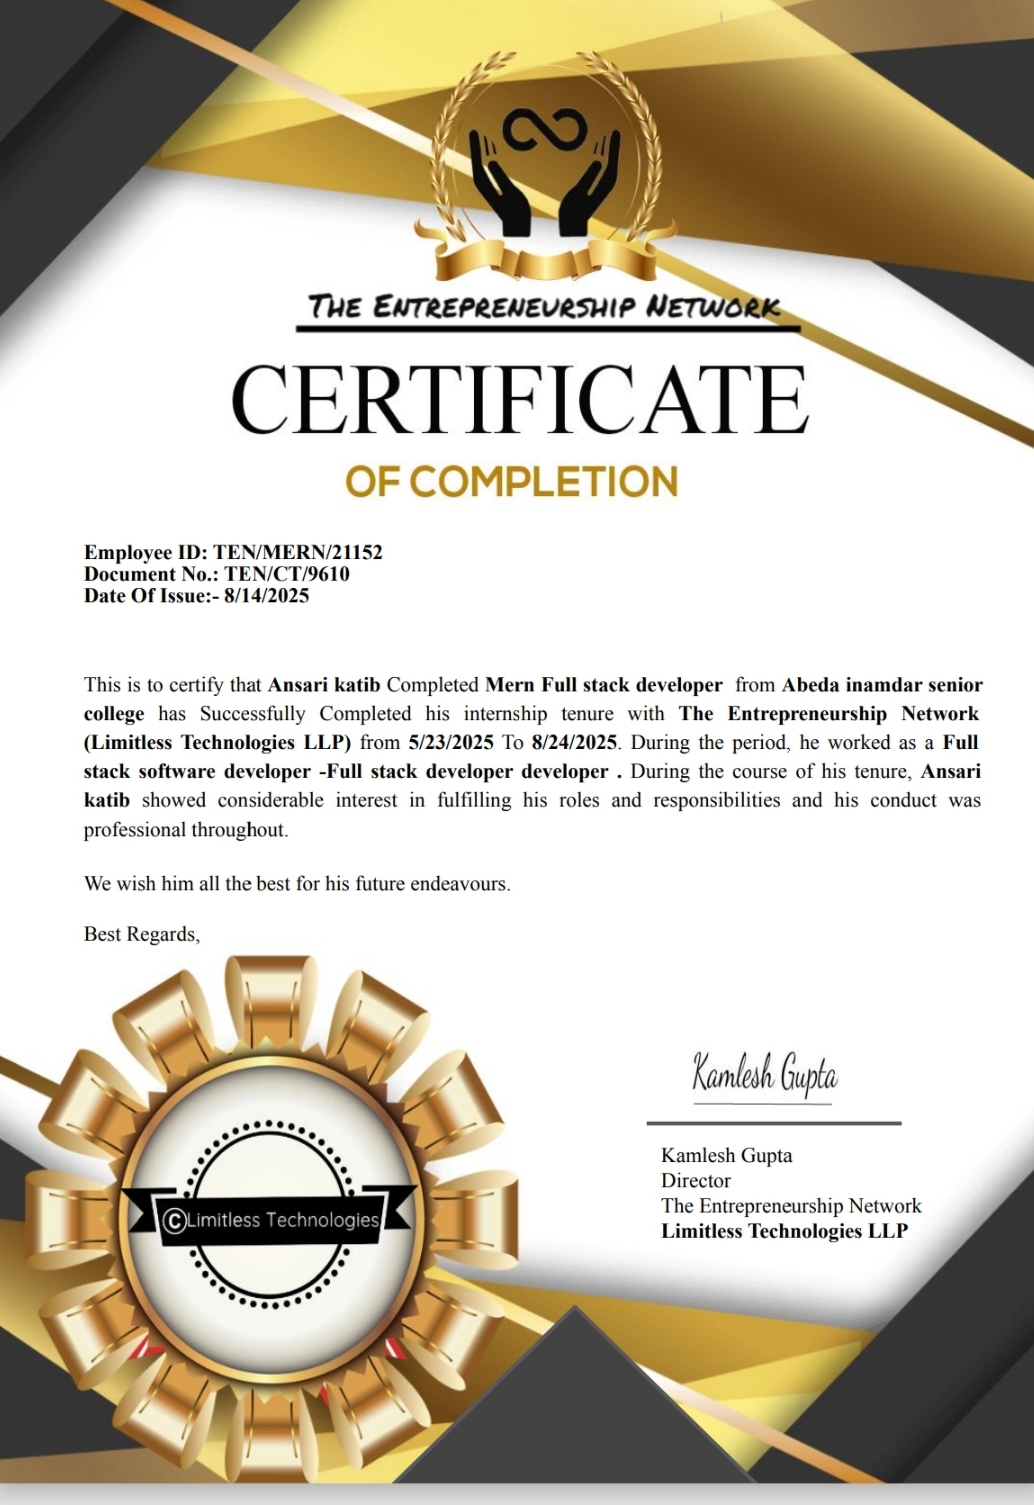 THE ENTREPRENEURSHIP NETWORK
CERTIFICATE
OF COMPLETION
Employee ID: TEN/MERN/21152
Document No.: TEN/CT/9610
Date Of Issue:- 8/14/2025
This is to certify that Ansari katib Completed Mern Full stack developer from Abeda inamdar senior
college has Successfully Completed his internship tenure with The Entrepreneurship Network
(Limitless Technologies LLP) from 5/23/2025 To 8/24/2025. During the period, he worked as a Full
stack software developer -Full stack developer developer . During the course of his tenure, Ansari
katib showed considerable interest in fulfilling his roles and responsibilities and his conduct was
professional throughout.
We wish him all the best for his future endeavours.
Best Regards,
Kamlesh Gupta
Kamlesh Gupta
Director
The Entrepreneurship Network
Limitless Technologies LLP
©Limitless Technologies